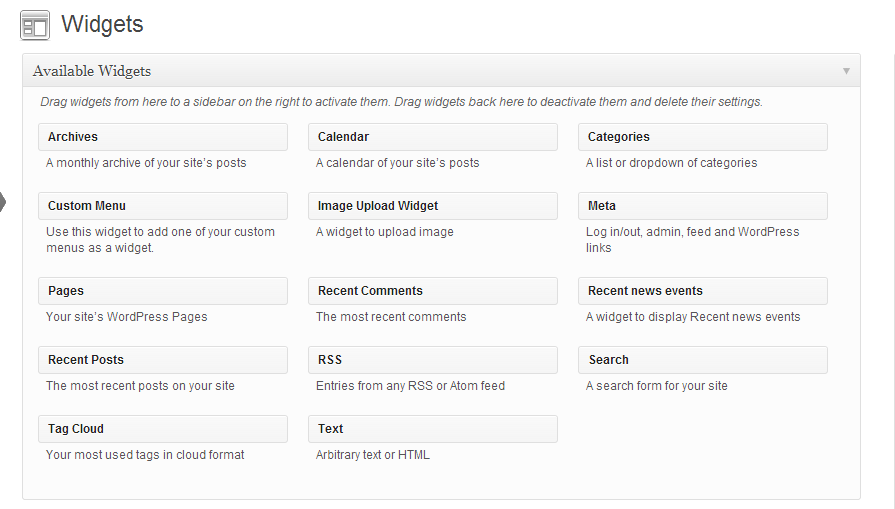 Widgets
Available Widgets
Drag widgets from here to a sidebar on the right to activate them. Drag widgets back here to deactivate them and delete their settings.
Archives
A monthly archive of your site's posts
Calendar
A calendar of your site's posts
Categories
A list or dropdown of categories
Custom Menu
Use this widget to add one of your custom
menus as a widget.
Image Upload Widget
A widget to upload image
Meta
Log in/out, admin, feed and WordPress
links
Pages
Your site's WordPress Pages
Recent Comments
The most recent comments
Recent news events
A widget to display Recent news events
Recent Posts
The most recent posts on your site
RSS
Entries from any RSS or Atom feed
Search
A search form for your site
Tag Cloud
Your most used tags in cloud format
Text
Arbitrary text or HTML